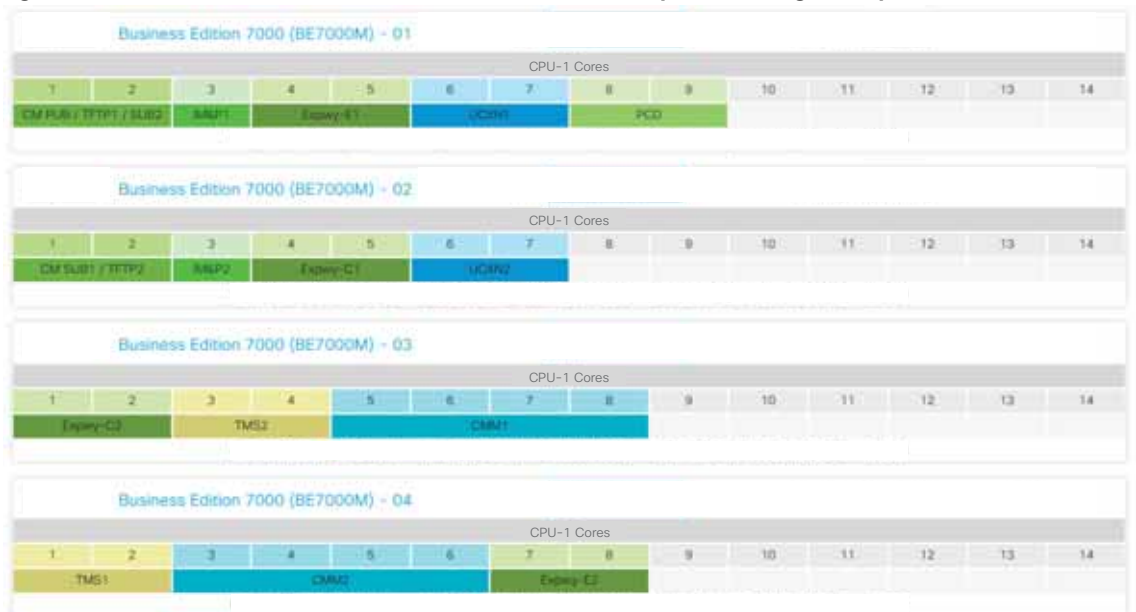 Business Edition 7000 (BE7000M) - 01
CPU-1 Cores
1 2 3 4 5 6 7 8 9 10 11 12 13 14
CM PUB / TFTP1 / SUB2 IM&P1 Expwy-E1 UCXN1 PCD
Business Edition 7000 (BE7000M) - 02
CPU-1 Cores
1 2 3 4 5 6 7 8 9 10 11 12 13 14
CM SUB1 / TFTP2 IM&P2 Expwy-C1 UCXN2
Business Edition 7000 (BE7000M) - 03
CPU-1 Cores
1 2 3 4 5 6 7 8 9 10 11 12 13 14
Expwy-C2 TMS2 CMM1
Business Edition 7000 (BE7000M) - 04
CPU-1 Cores
1 2 3 4 5 6 7 8 9 10 11 12 13 14
TMS1 CMM2 Expwy-E2